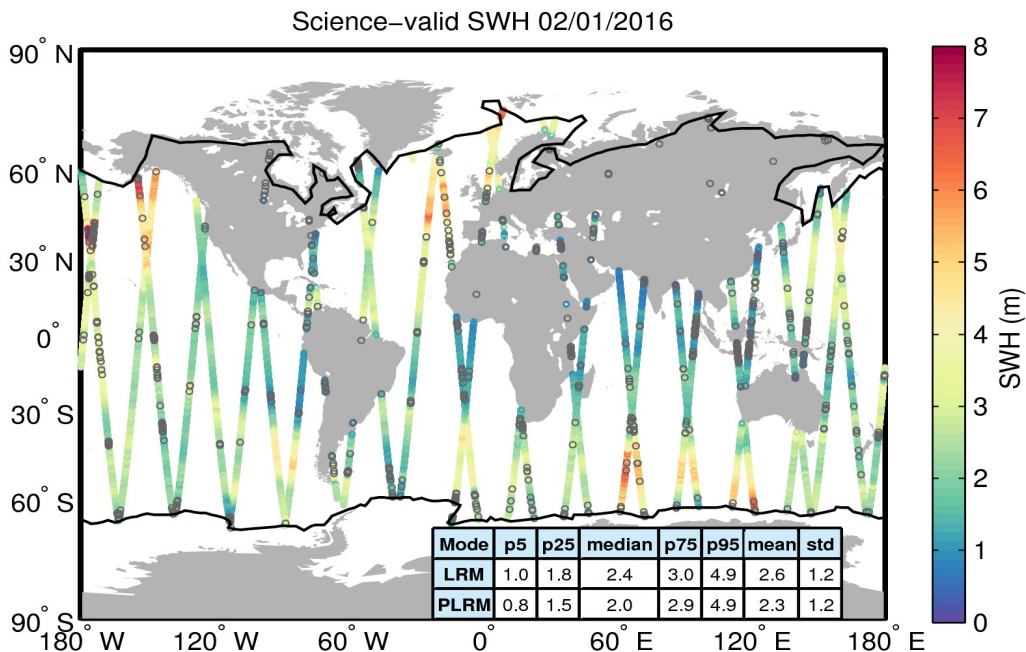 Science−valid SWH 02/01/2016
90° N
60° N
30° N
0°
30° S
60° S
90° S
180° W 120° W 60° W 0° 60° E 120° E 180° E
Mode p5 p25 median p75 p95 mean std
LRM 1.0 1.8 2.4 3.0 4.9 2.6 1.2
PLRM 0.8 1.5 2.0 2.9 4.9 2.3 1.2
8
7
6
5
4
3
2
1
0
SWH (m)